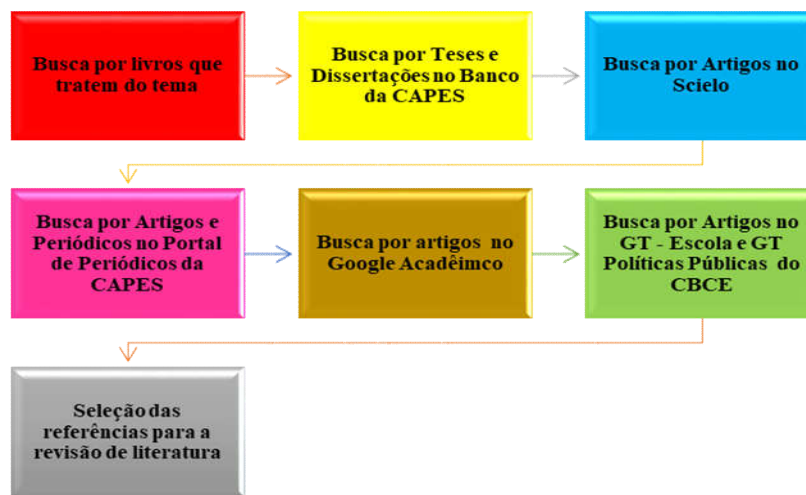 Busca por livros que
tratem do tema
Busca por Teses e
Dissertações no Banco
da CAPES
Busca por Artigos no
Scielo
Busca por Artigos e
Periódicos no Portal
de Periódicos da
CAPES
Busca por artigos no
Google Acadêimco
Busca por Artigos no
GT - Escola e GT
Políticas Públicas do
CBCE
Seleção das
referências para a
revisão de literatura